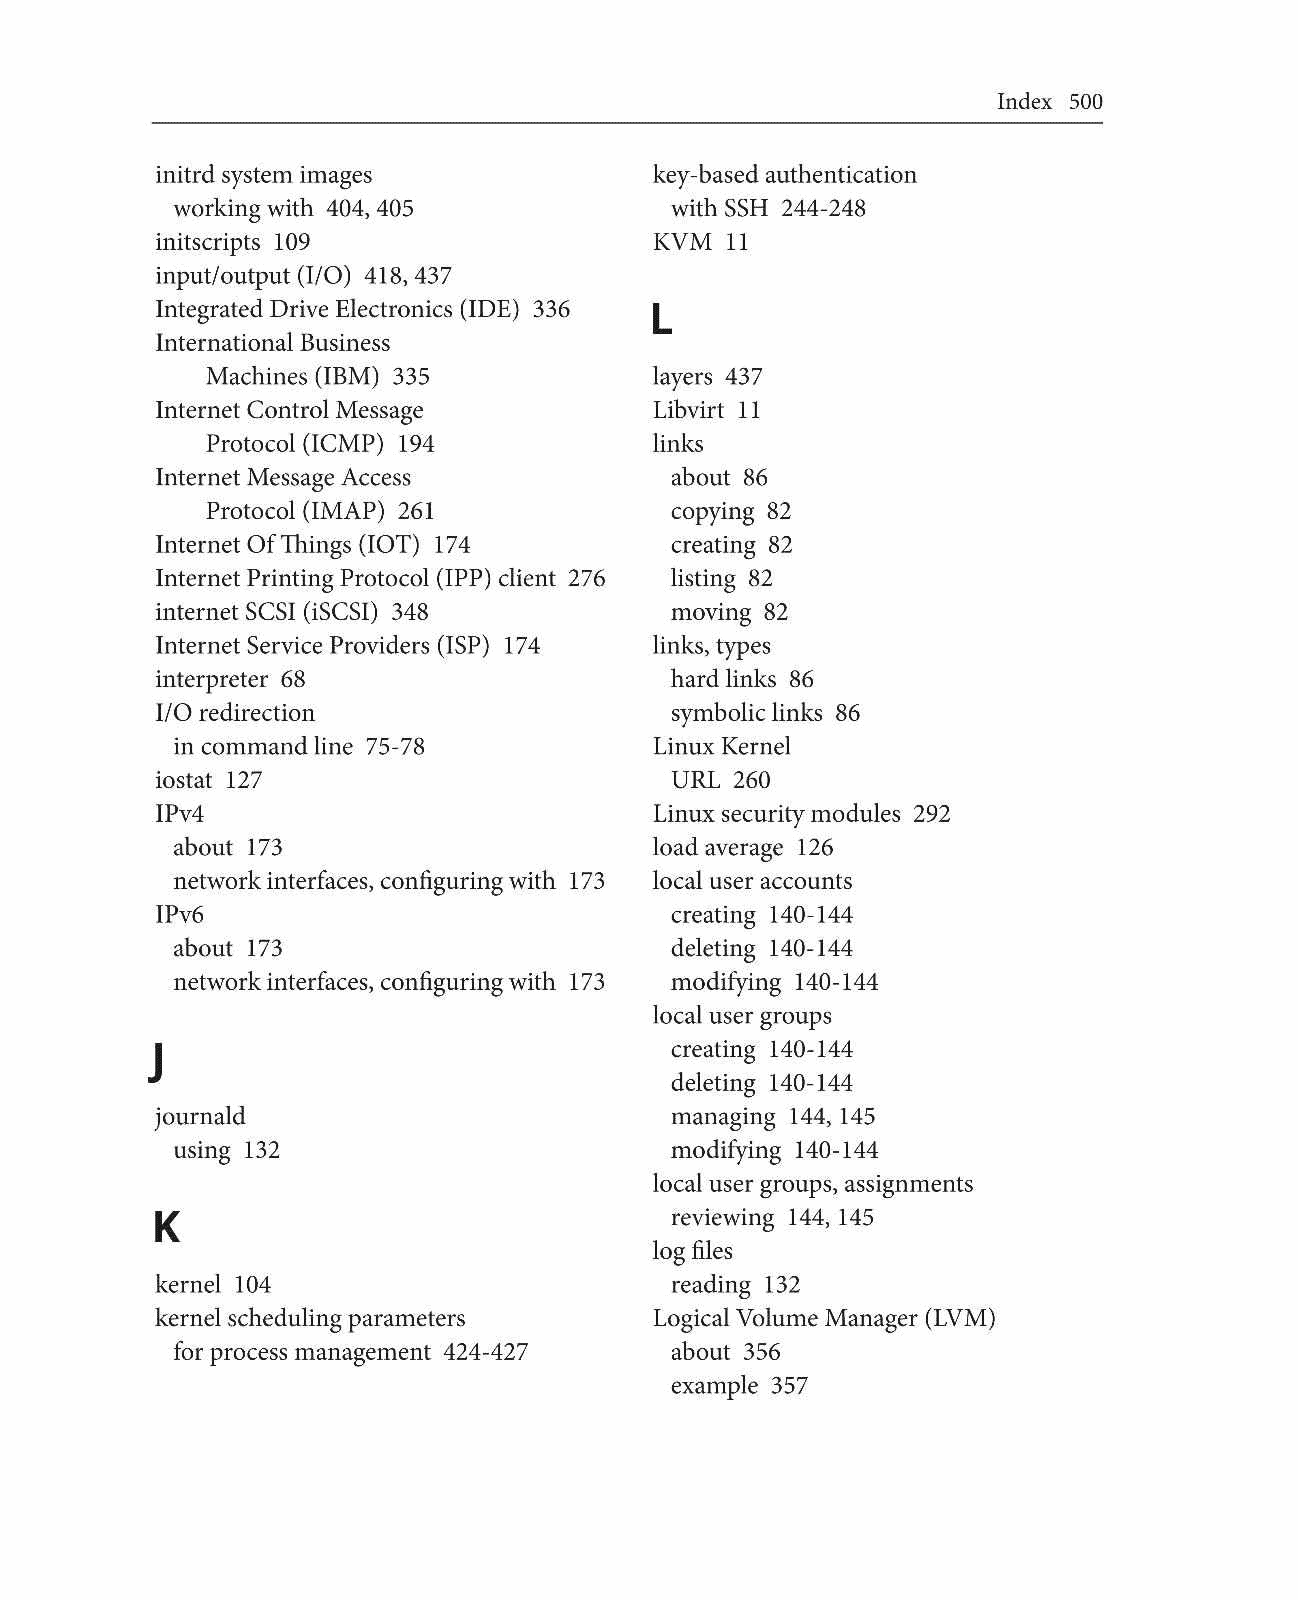 Index 500
initrd system images
working with 404, 405
initscripts 109
input/output (I/O) 418, 437
Integrated Drive Electronics (IDE) 336
International Business
Machines (IBM) 335
Internet Control Message
Protocol (ICMP) 194
Internet Message Access
Protocol (IMAP) 261
Internet Of Things (IOT) 174
Internet Printing Protocol (IPP) client 276
internet SCSI (iSCSI) 348
Internet Service Providers (ISP) 174
interpreter 68
I/O redirection
in command line 75-78
iostat 127
IPv4
about 173
network interfaces, configuring with 173
IPv6
about 173
network interfaces, configuring with 173
J
journald
using 132
K
kernel 104
kernel scheduling parameters
for process management 424-427
key-based authentication
with SSH 244-248
KVM 11
L
layers 437
Libvirt 11
links
about 86
copying 82
creating 82
listing 82
moving 82
links, types
hard links 86
symbolic links 86
Linux Kernel
URL 260
Linux security modules 292
load average 126
local user accounts
creating 140-144
deleting 140-144
modifying 140-144
local user groups
creating 140-144
deleting 140-144
managing 144, 145
modifying 140-144
local user groups, assignments
reviewing 144, 145
log files
reading 132
Logical Volume Manager (LVM)
about 356
example 357